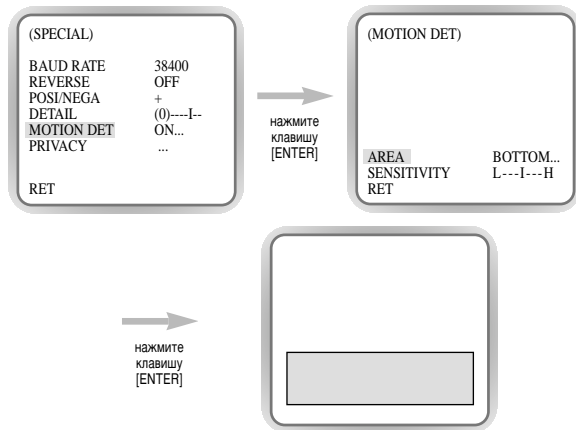 (SPECIAL)
BAUD RATE 38400
REVERSE OFF
POSI/NEGA +
DETAIL (0)----I--
MOTION DET ON...
PRIVACY ...
RET
нажмите
клавишу
[ENTER]
(MOTION DET)
AREA BOTTOM...
SENSITIVITY L---I---H
RET
нажмите
клавишу
[ENTER]